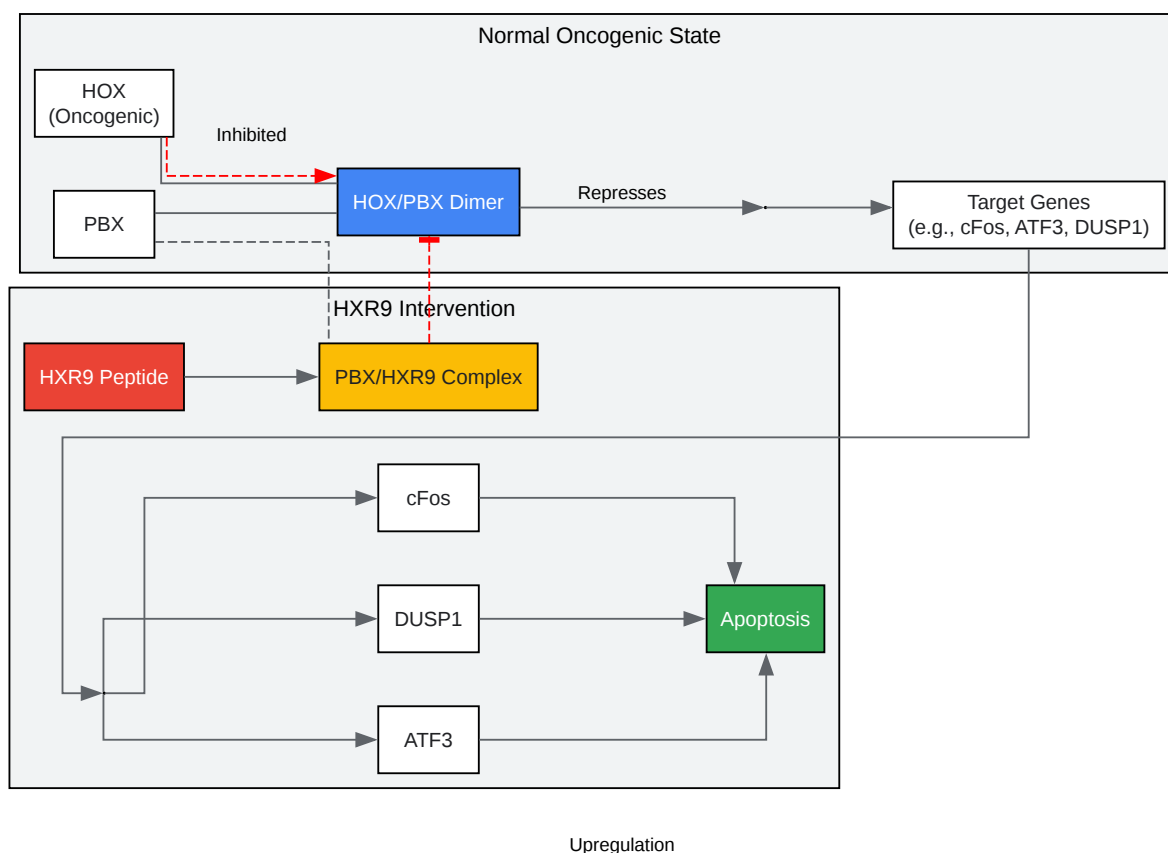 Normal Oncogenic State
HOX
(Oncogenic)
Inhibited
PBX
HOX/PBX Dimer
Represses
Target Genes
(e.g., cFos, ATF3, DUSP1)
HXR9 Intervention
HXR9 Peptide
PBX/HXR9 Complex
cFos
DUSP1
Apoptosis
ATF3
Upregulation